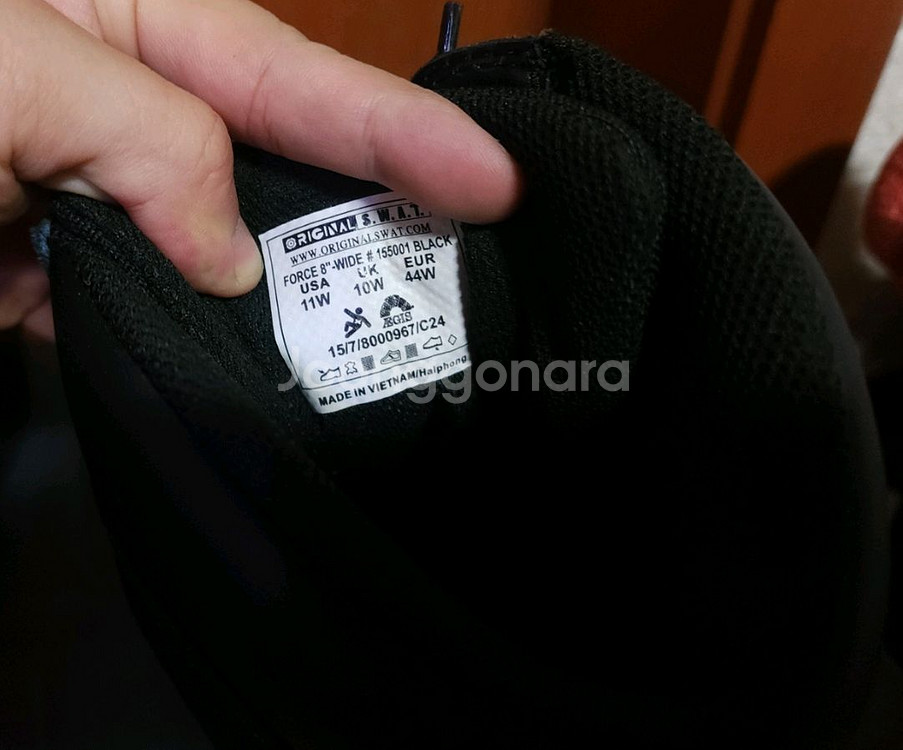 ORIGINAL S.W.A.T.
WWW.ORIGINALSWAT.COM
FORCE 8"-WIDE # 155001 BLACK
USA UK EUR
11W 10W 44W
ÆGIS
15/7/8000967/C24
MADE IN VIETNAM/Haiphong